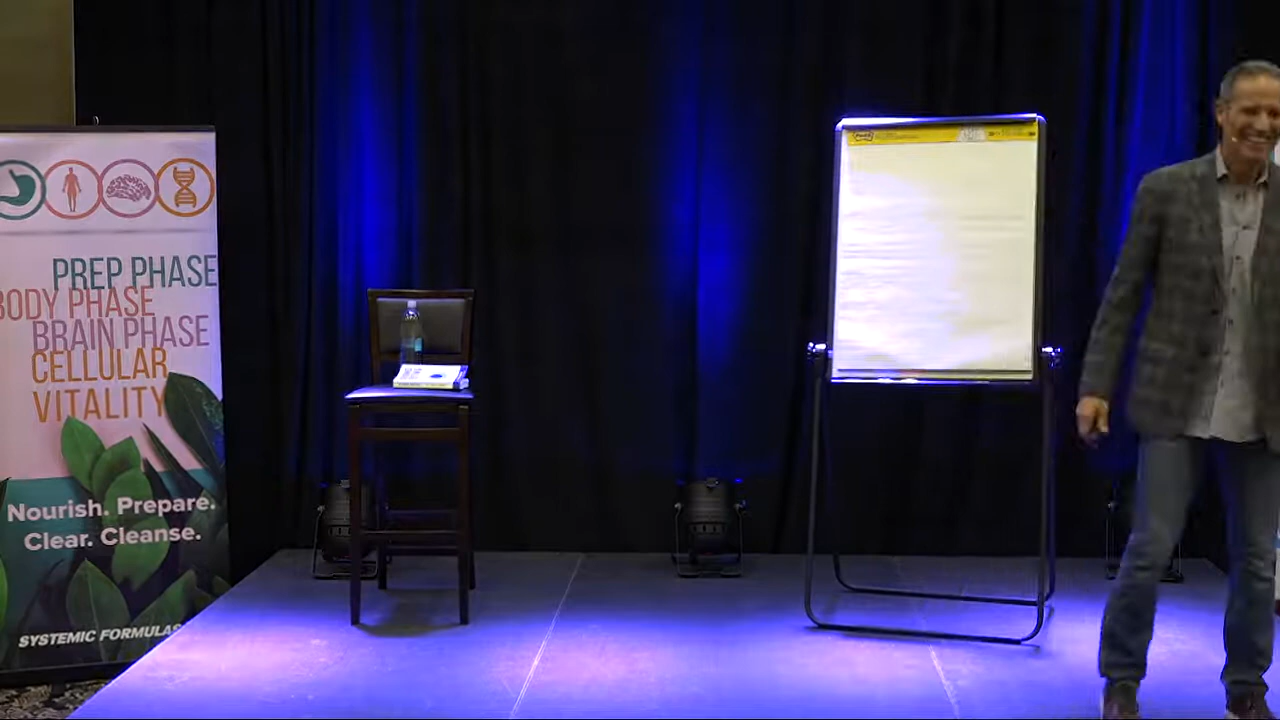 PREP PHASE
BODY PHASE
BRAIN PHASE
CELLULAR
VITALITY
Nourish. Prepare.
Clear. Cleanse.
SYSTEMIC FORMULAS